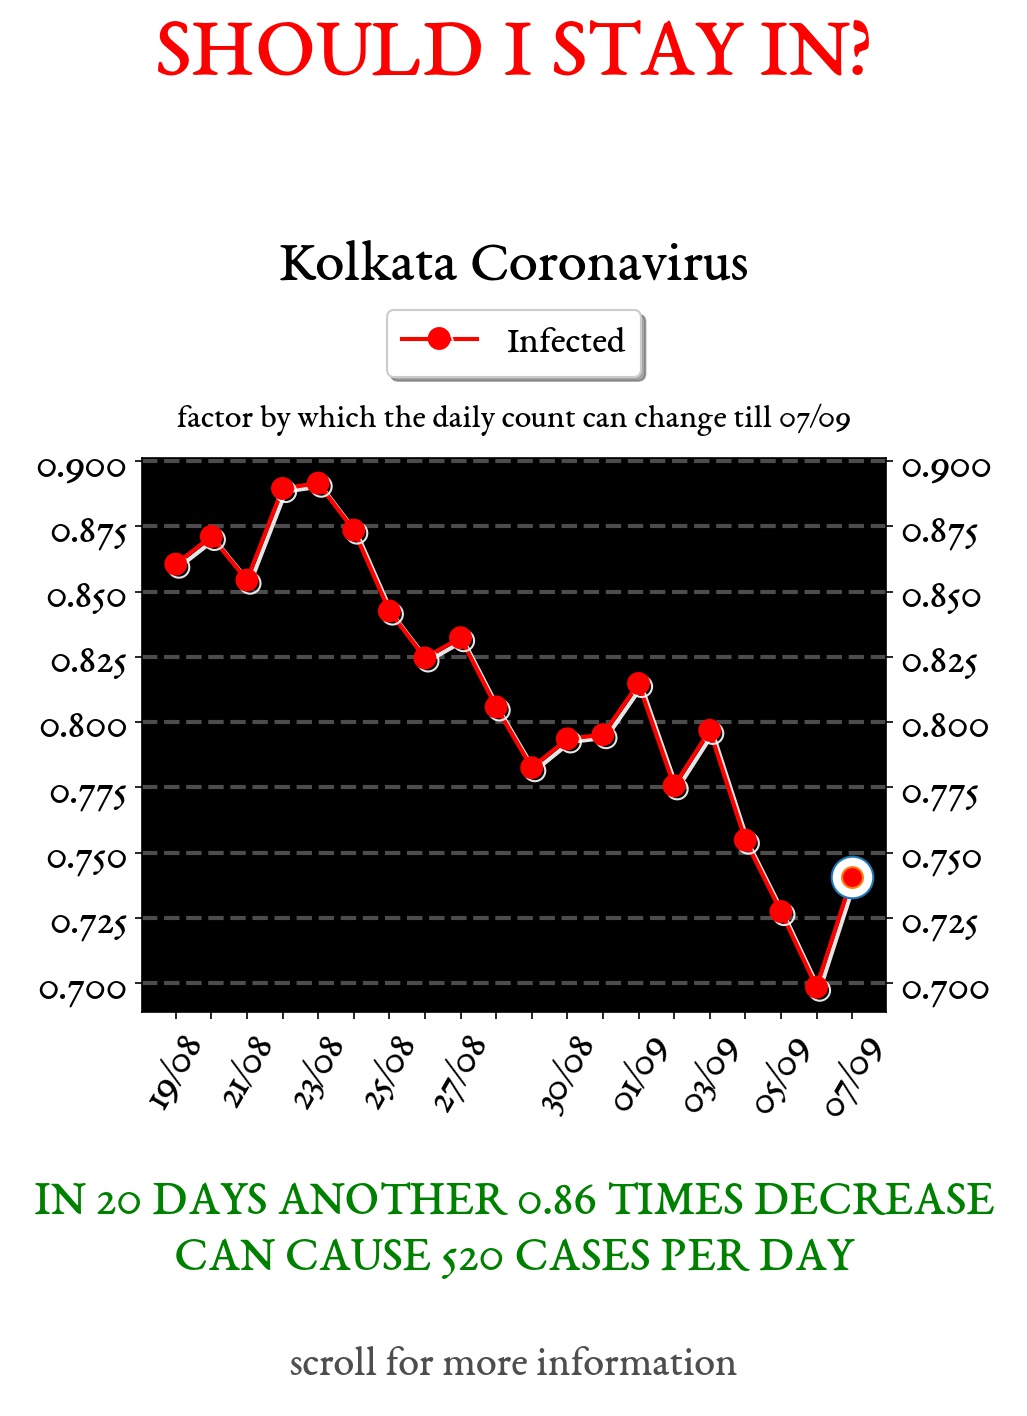 SHOULD I STAY IN?
Kolkata Coronavirus
Infected
factor by which the daily count can change till 07/09
0.900 0.900
0.875 0.875
0.850 0.850
0.825 0.825
0.800 0.800
0.775 0.775
0.750 0.750
0.725 0.725
0.700 0.700
19/08 21/08 23/08 25/08 27/08 30/08 01/09 03/09 05/09 07/09
IN 20 DAYS ANOTHER 0.86 TIMES DECREASE
CAN CAUSE 520 CASES PER DAY
scroll for more information